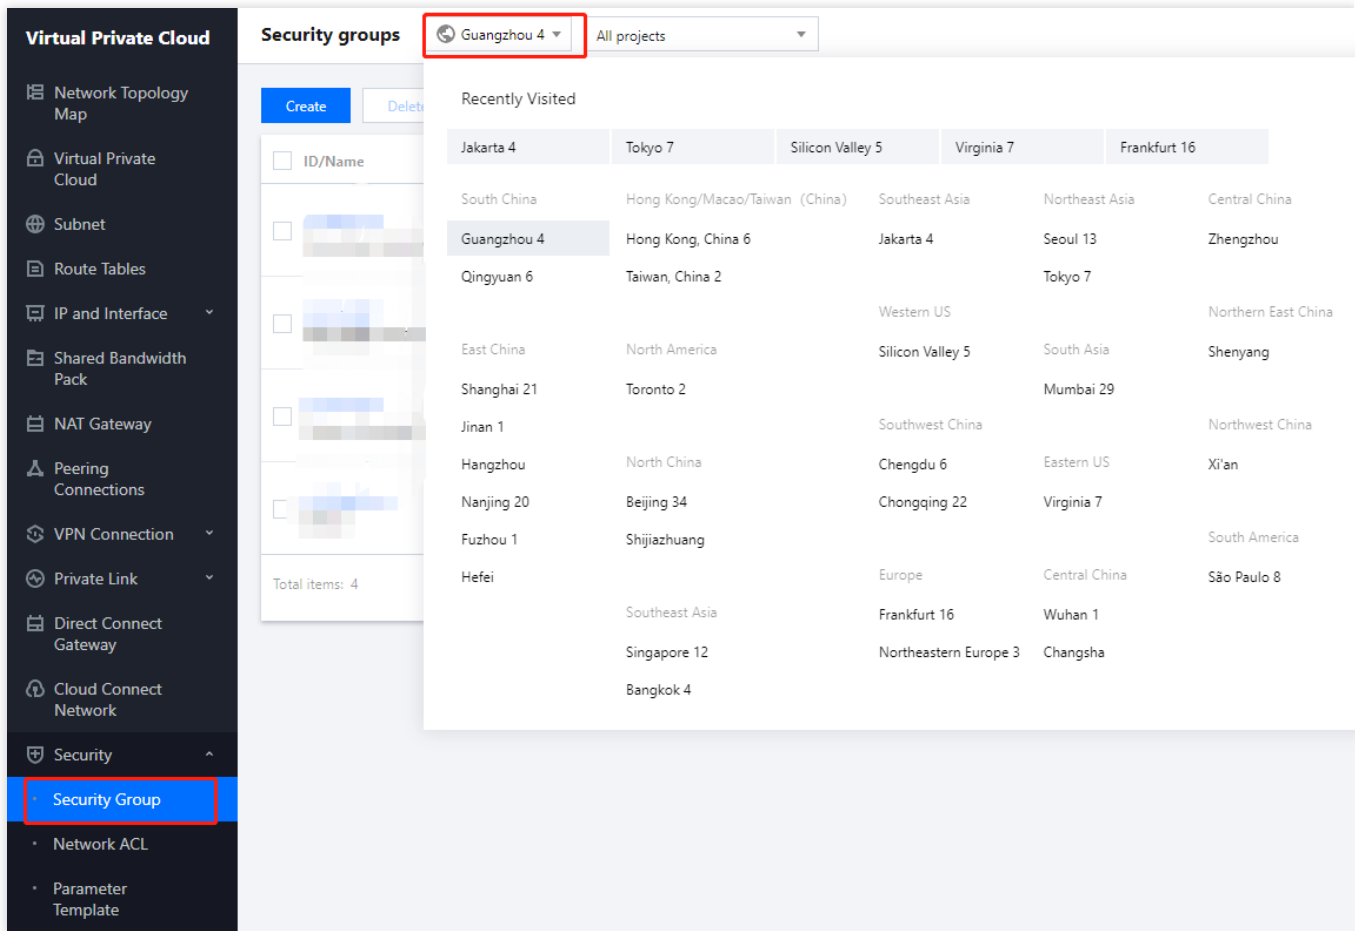 Virtual Private Cloud
Network Topology
Map
Virtual Private
Cloud
Subnet
Route Tables
IP and Interface
Shared Bandwidth
Pack
NAT Gateway
Peering
Connections
VPN Connection
Private Link
Direct Connect
Gateway
Cloud Connect
Network
Security
Security Group
Network ACL
Parameter
Template
Security groups
Guangzhou 4
All projects
Create
ID/Name
Total items: 4
Recently Visited
Jakarta 4 Tokyo 7 Silicon Valley 5 Virginia 7 Frankfurt 16
South China
Guangzhou 4
Qingyuan 6
East China
Shanghai 21
Jinan 1
Hangzhou
Nanjing 20
Fuzhou 1
Hefei
Hong Kong/Macao/Taiwan (China)
Hong Kong, China 6
Taiwan, China 2
North America
Toronto 2
North China
Beijing 34
Shijiazhuang
Southeast Asia
Singapore 12
Bangkok 4
Southeast Asia
Jakarta 4
Western US
Silicon Valley 5
Southwest China
Chengdu 6
Chongqing 22
Europe
Frankfurt 16
Northeastern Europe 3
Northeast Asia
Seoul 13
Tokyo 7
South Asia
Mumbai 29
Eastern US
Virginia 7
Central China
Wuhan 1
Changsha
Central China
Zhengzhou
Northern East China
Shenyang
Northwest China
Xi'an
South America
São Paulo 8